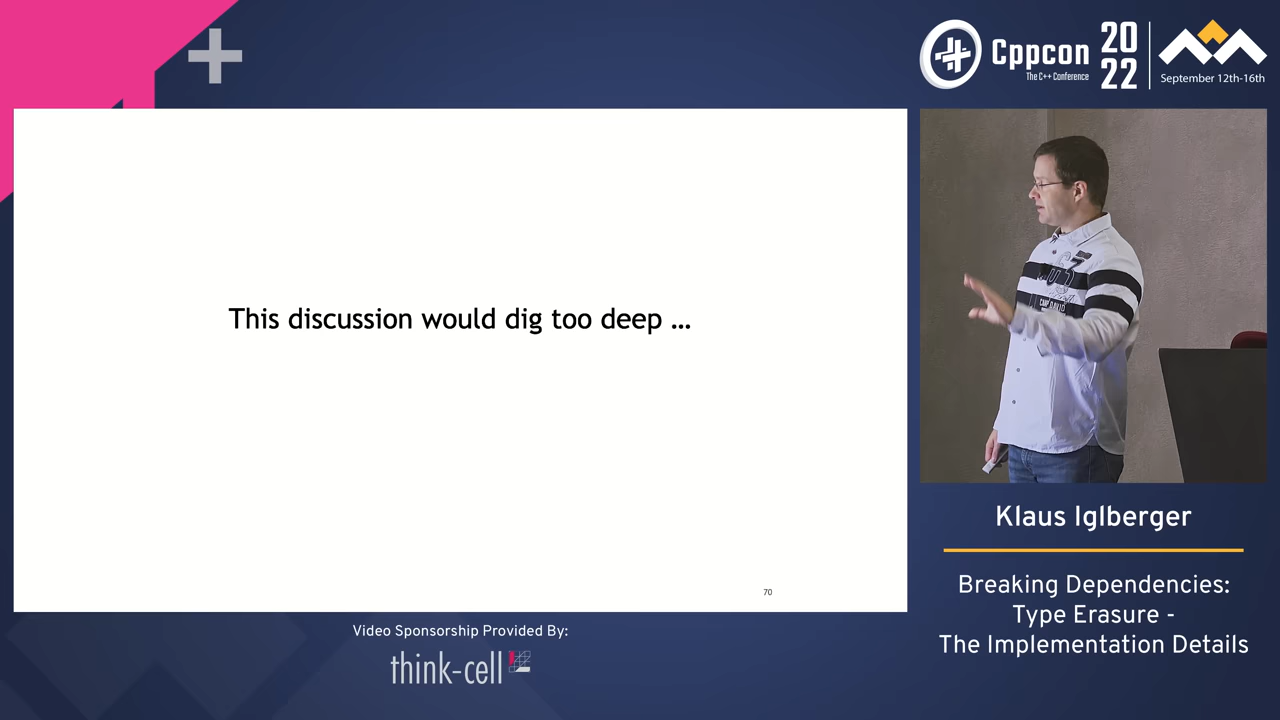 Cppcon
The C++ Conference
20
22
September 12th-16th
This discussion would dig too deep …
70
Klaus Iglberger
Breaking Dependencies:
Type Erasure -
The Implementation Details
Video Sponsorship Provided By:
think-cell